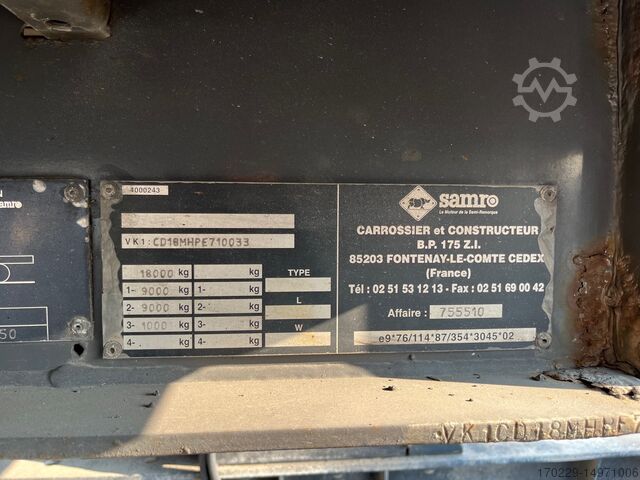 4000243
VK1:CD18MHPE710033
18000 kg kg
1- 9000 kg 1- kg TYPE
2- 9000 kg 2- kg L
3- 1000 kg 3- kg W
4- kg 4- kg
samro
Le Moteur de la Semi-Remorque
CARROSSIER et CONSTRUCTEUR
B.P. 175 Z.I.
85203 FONTENAY-LE-COMTE CEDEX
(France)
Tél : 02 51 53 12 13 - Fax : 02 51 69 00 42
Affaire : 755510
e9*76/114*87/354*3045*02
N
amro
50
VK1CD18MHPE
170229-14971006